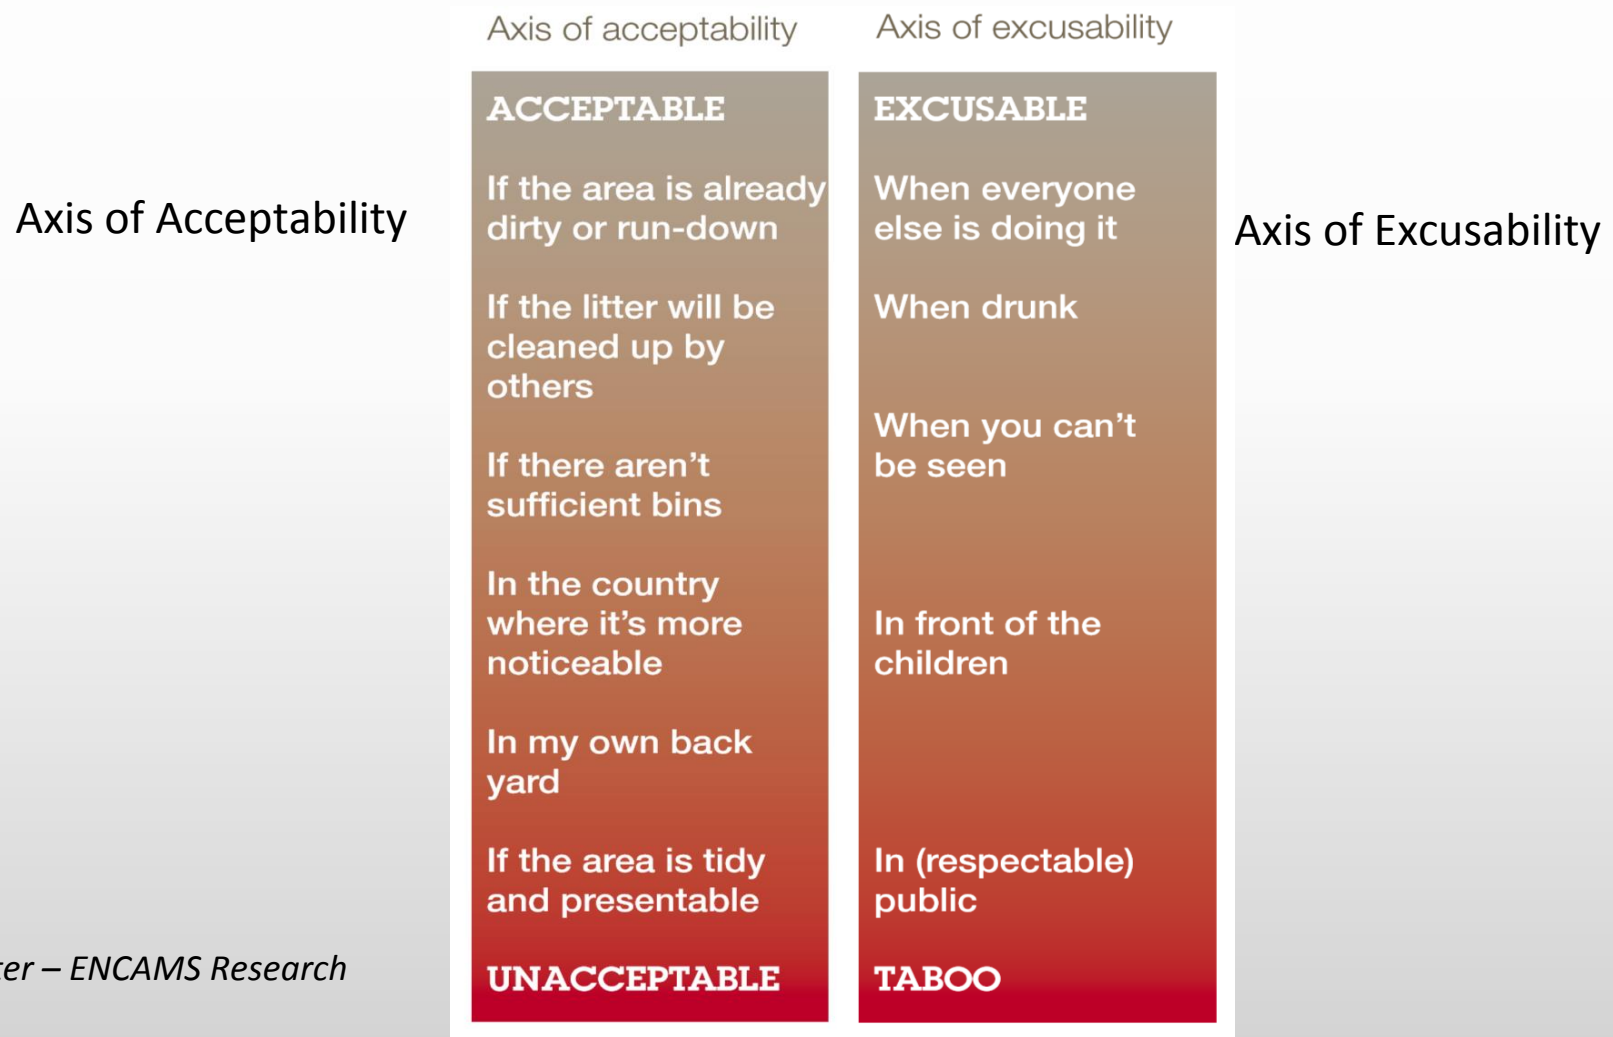 Axis of acceptability
ACCEPTABLE
If the area is already
dirty or run-down
If the litter will be
cleaned up by
others
If there aren't
sufficient bins
In the country
where it's more
noticeable
In my own back
yard
If the area is tidy
and presentable
UNACCEPTABLE
Axis of excusability
EXCUSABLE
When everyone
else is doing it
When drunk
When you can't
be seen
In front of the
children
In (respectable)
public
TABOO
Axis of Acceptability
Axis of Excusability
– ENCAMS Research